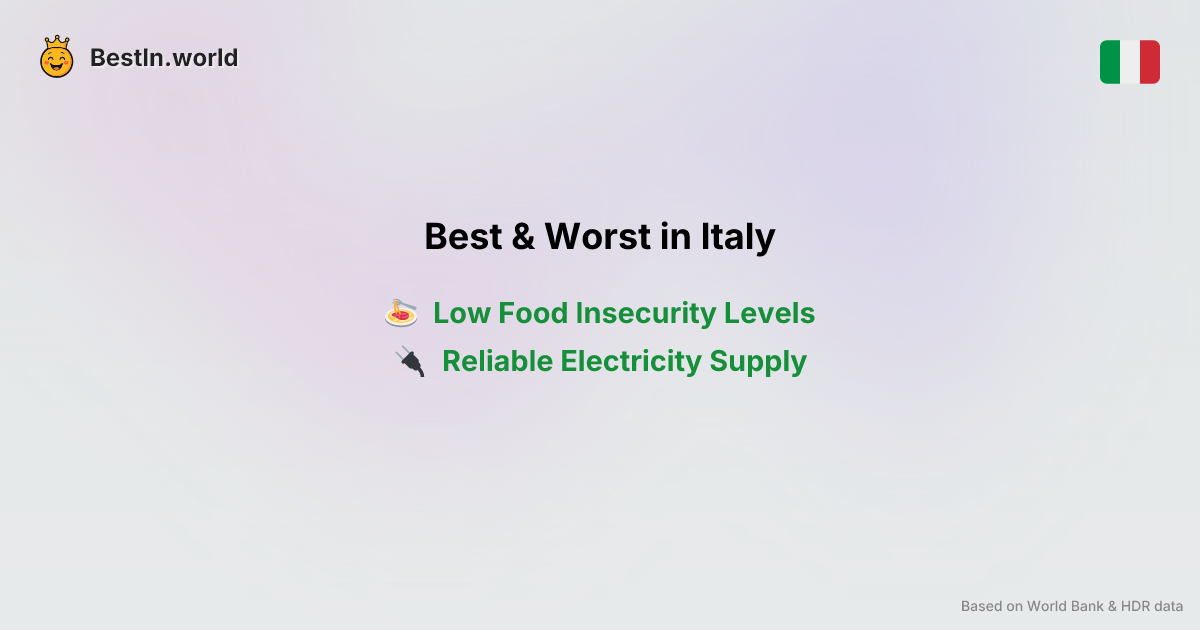 BestIn.world
Best & Worst in Italy
Low Food Insecurity Levels
Reliable Electricity Supply
Based on World Bank & HDR data